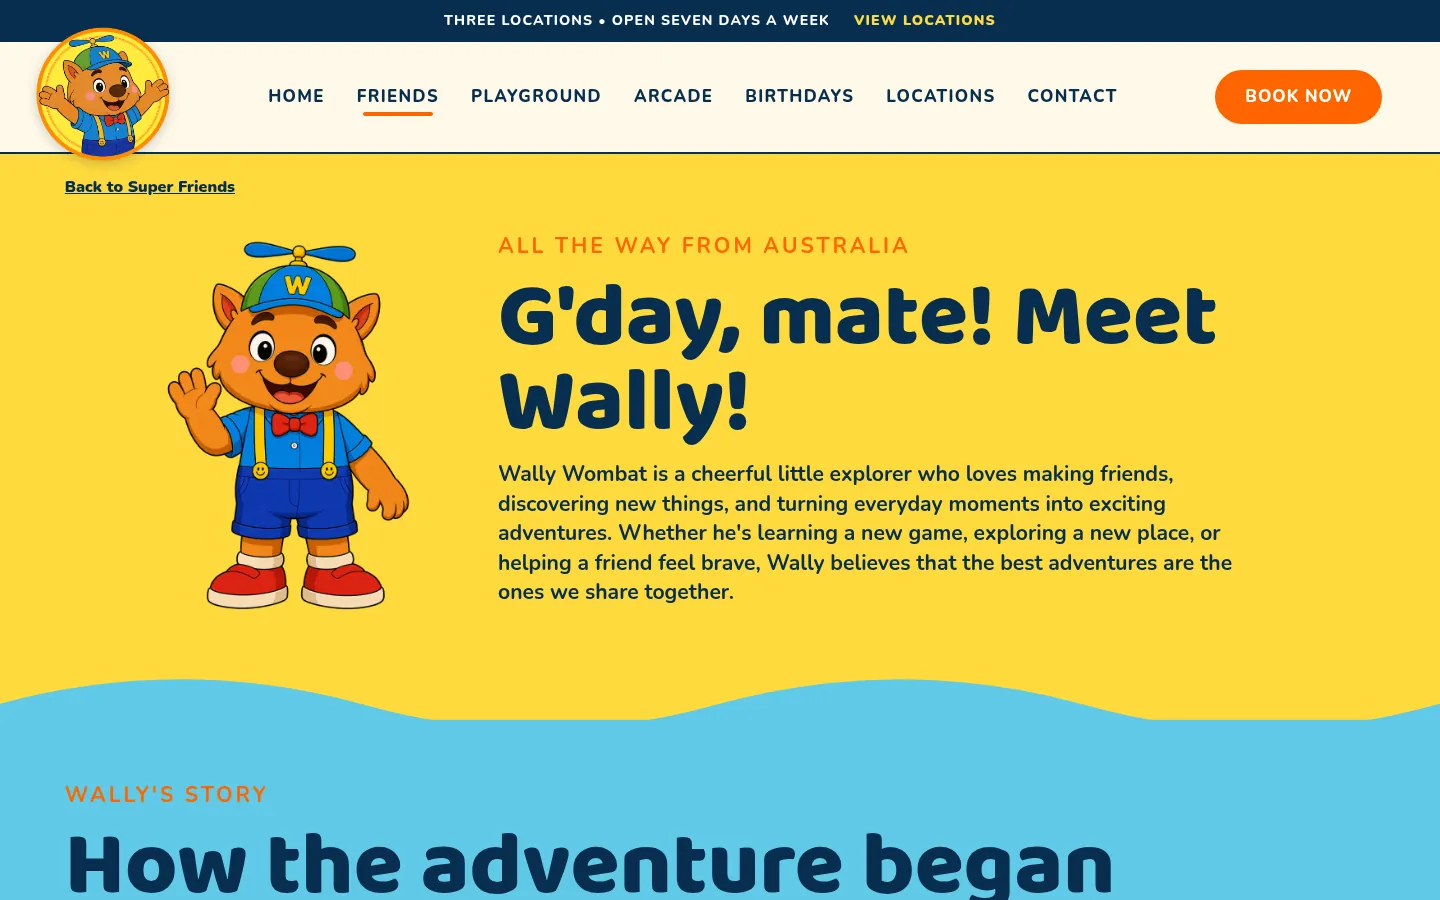 THREE LOCATIONS • OPEN SEVEN DAYS A WEEK VIEW LOCATIONS
W
HOME FRIENDS PLAYGROUND ARCADE BIRTHDAYS LOCATIONS CONTACT BOOK NOW
Back to Super Friends
W
ALL THE WAY FROM AUSTRALIA
G'day, mate! Meet
Wally!
Wally Wombat is a cheerful little explorer who loves making friends,
discovering new things, and turning everyday moments into exciting
adventures. Whether he's learning a new game, exploring a new place, or
helping a friend feel brave, Wally believes that the best adventures are the
ones we share together.
WALLY'S STORY
How the adventure began